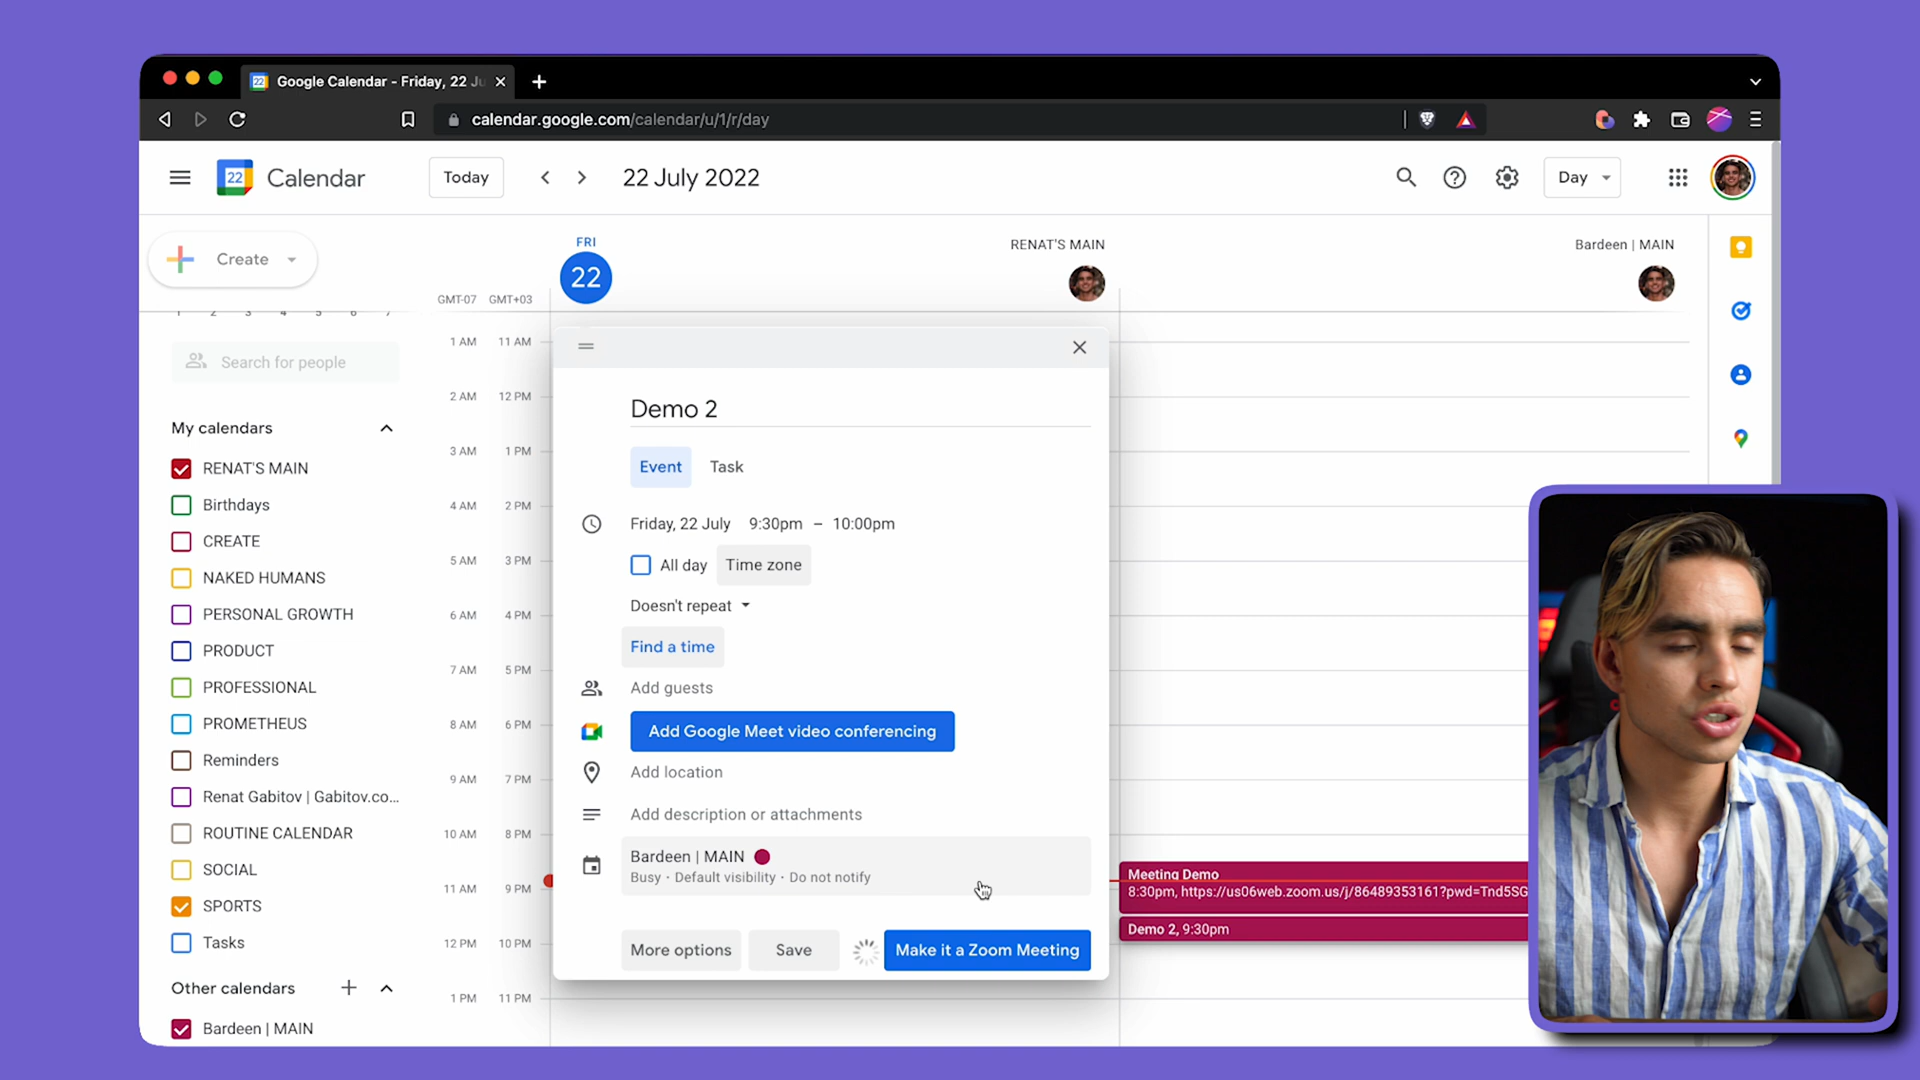 Google Calendar - Friday, 22 Ju
calendar.google.com/calendar/u/1/r/day
22
Calendar
Today
22 July 2022
Day
Create
FRI
22
RENAT'S MAIN
Bardeen | MAIN
GMT-07 GMT+03
1 2 3 4 5 6 7
Search for people
My calendars
RENAT'S MAIN
Birthdays
CREATE
NAKED HUMANS
PERSONAL GROWTH
PRODUCT
PROFESSIONAL
PROMETHEUS
Reminders
Renat Gabitov | Gabitov.co...
ROUTINE CALENDAR
SOCIAL
SPORTS
Tasks
Other calendars
Bardeen | MAIN
1 AM 11 AM
2 AM 12 PM
3 AM 1 PM
4 AM 2 PM
5 AM 3 PM
6 AM 4 PM
7 AM 5 PM
8 AM 6 PM
9 AM 7 PM
10 AM 8 PM
11 AM 9 PM
12 PM 10 PM
1 PM 11 PM
Demo 2
Event Task
Friday, 22 July 9:30pm – 10:00pm
All day Time zone
Doesn't repeat
Find a time
Add guests
Add Google Meet video conferencing
Add location
Add description or attachments
Bardeen | MAIN
Busy · Default visibility · Do not notify
More options Save Make it a Zoom Meeting
Meeting Demo
8:30pm, https://us06web.zoom.us/j/86489353161?pwd=Tnd5SG
Demo 2, 9:30pm